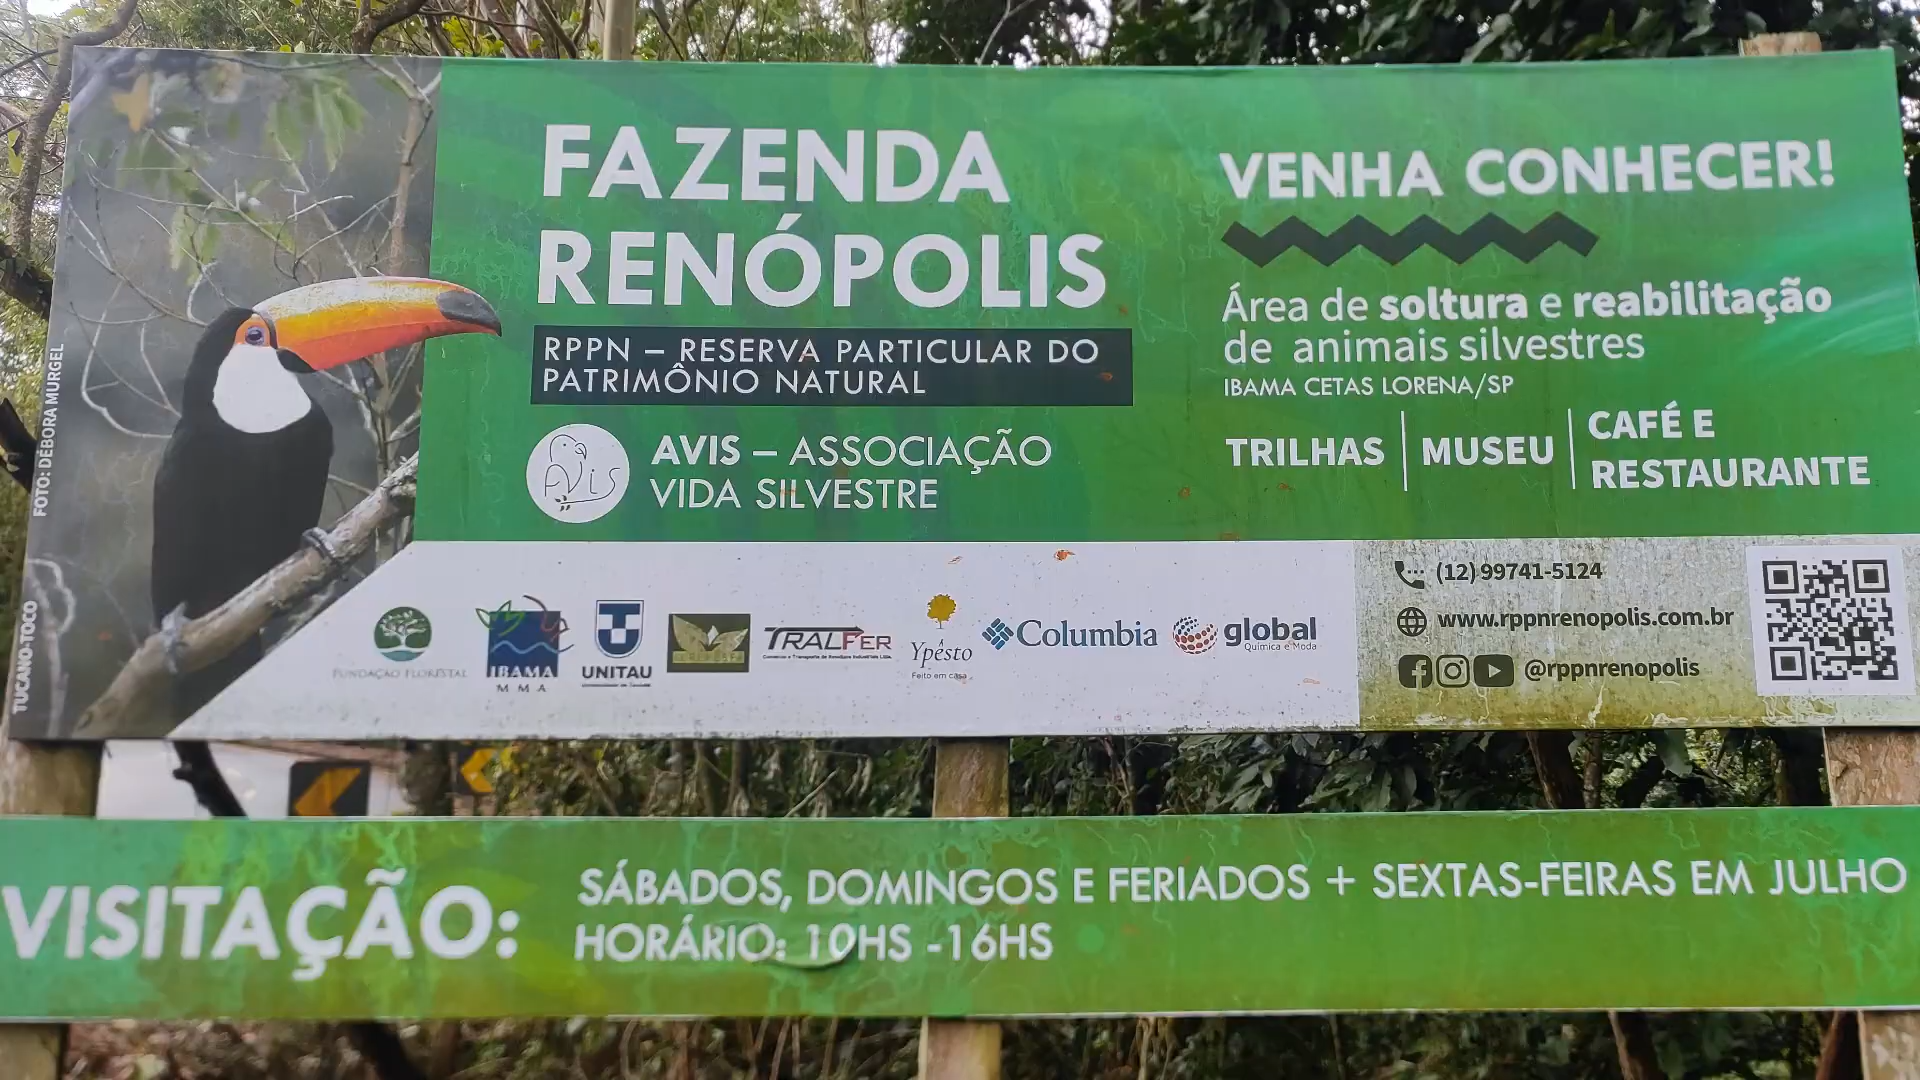 FAZENDA
RENÓPOLIS
RPPN – RESERVA PARTICULAR DO
PATRIMÔNIO NATURAL
AVIS
AVIS – ASSOCIAÇÃO
VIDA SILVESTRE
VENHA CONHECER!
Área de soltura e reabilitação
de animais silvestres
IBAMA CETAS LORENA/SP
TRILHAS
MUSEU
CAFÉ E
RESTAURANTE
FOTO: DÉBORA MURGEL
TUCANO-TOCO
FUNDAÇÃO FLORESTAL
IBAMA
M M A
UNITAU
TRALFER
Ypêsto
Feito em casa
Columbia
global
Química e Moda
(12) 99741-5124
www.rppnrenopolis.com.br
@rppnrenopolis
VISITAÇÃO:
SÁBADOS, DOMINGOS E FERIADOS + SEXTAS-FEIRAS EM JULHO
HORÁRIO: 10HS -16HS